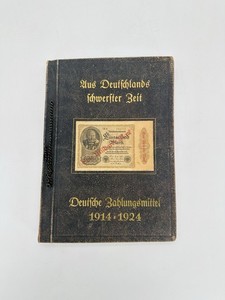 Aus Deutschlands
schwerster Zeit
Deutsche Zahlungsmittel
1914 + 1924